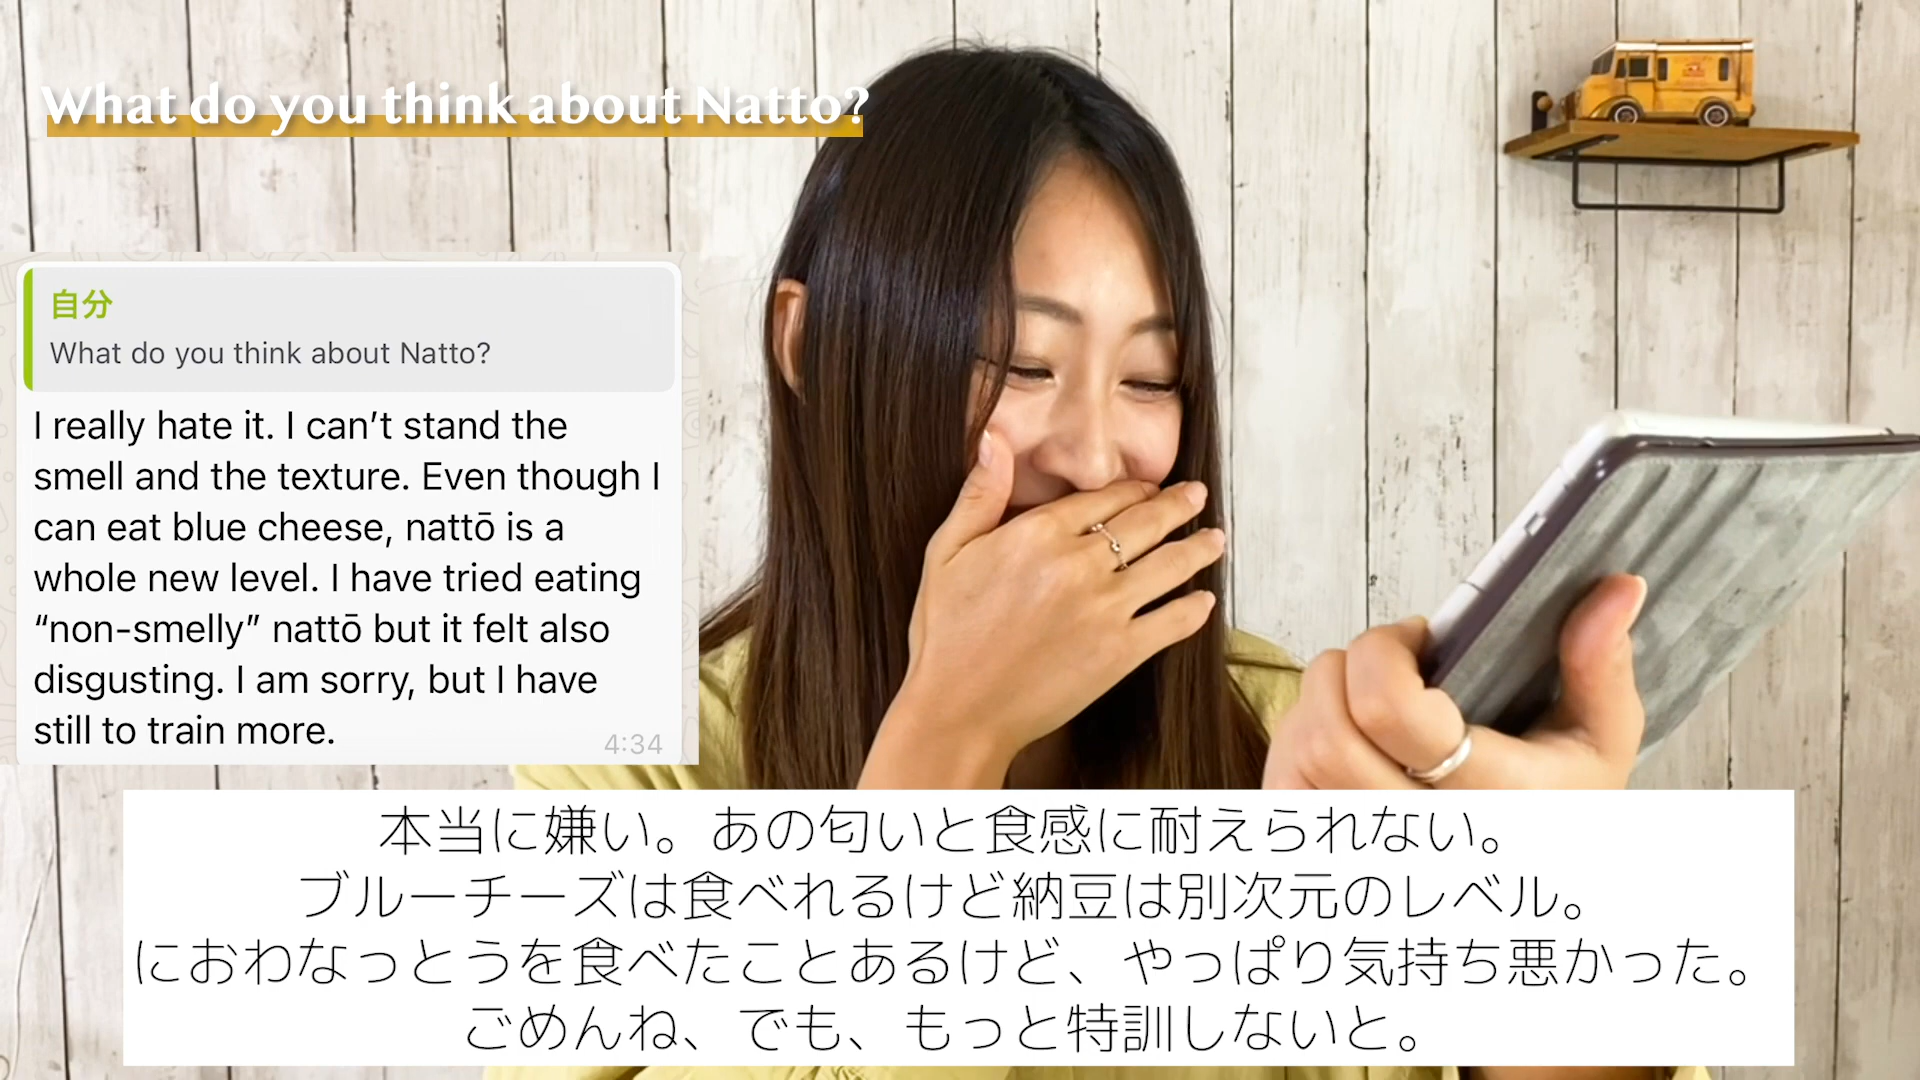 What do you think about Natto?
自分
What do you think about Natto?
I really hate it. I can’t stand the
smell and the texture. Even though I
can eat blue cheese, nattō is a
whole new level. I have tried eating
“non-smelly” nattō but it felt also
disgusting. I am sorry, but I have
still to train more.
4:34
本当に嫌い。あの匂いと食感に耐えられない。
ブルーチーズは食べれるけど納豆は別次元のレベル。
におわなっとうを食べたことあるけど、やっぱり気持ち悪かった。
ごめんね、でも、もっと特訓しないと。